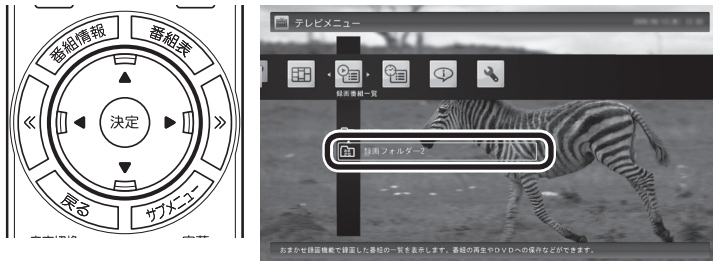 番組情報
番組表
決定
戻る
サブメニュー
テレビメニュー
録画番組一覧
録画フォルダー2
おまかせ録画機能で録画した番組の一覧を表示します。番組の再生やDVDへの保存などができます。